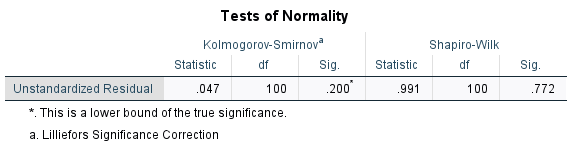 Tests of Normality
Kolmogorov-Smirnov^a Shapiro-Wilk
Statistic df Sig. Statistic df Sig.
Unstandardized Residual .047 100 .200* .991 100 .772
*. This is a lower bound of the true significance.
a. Lilliefors Significance Correction